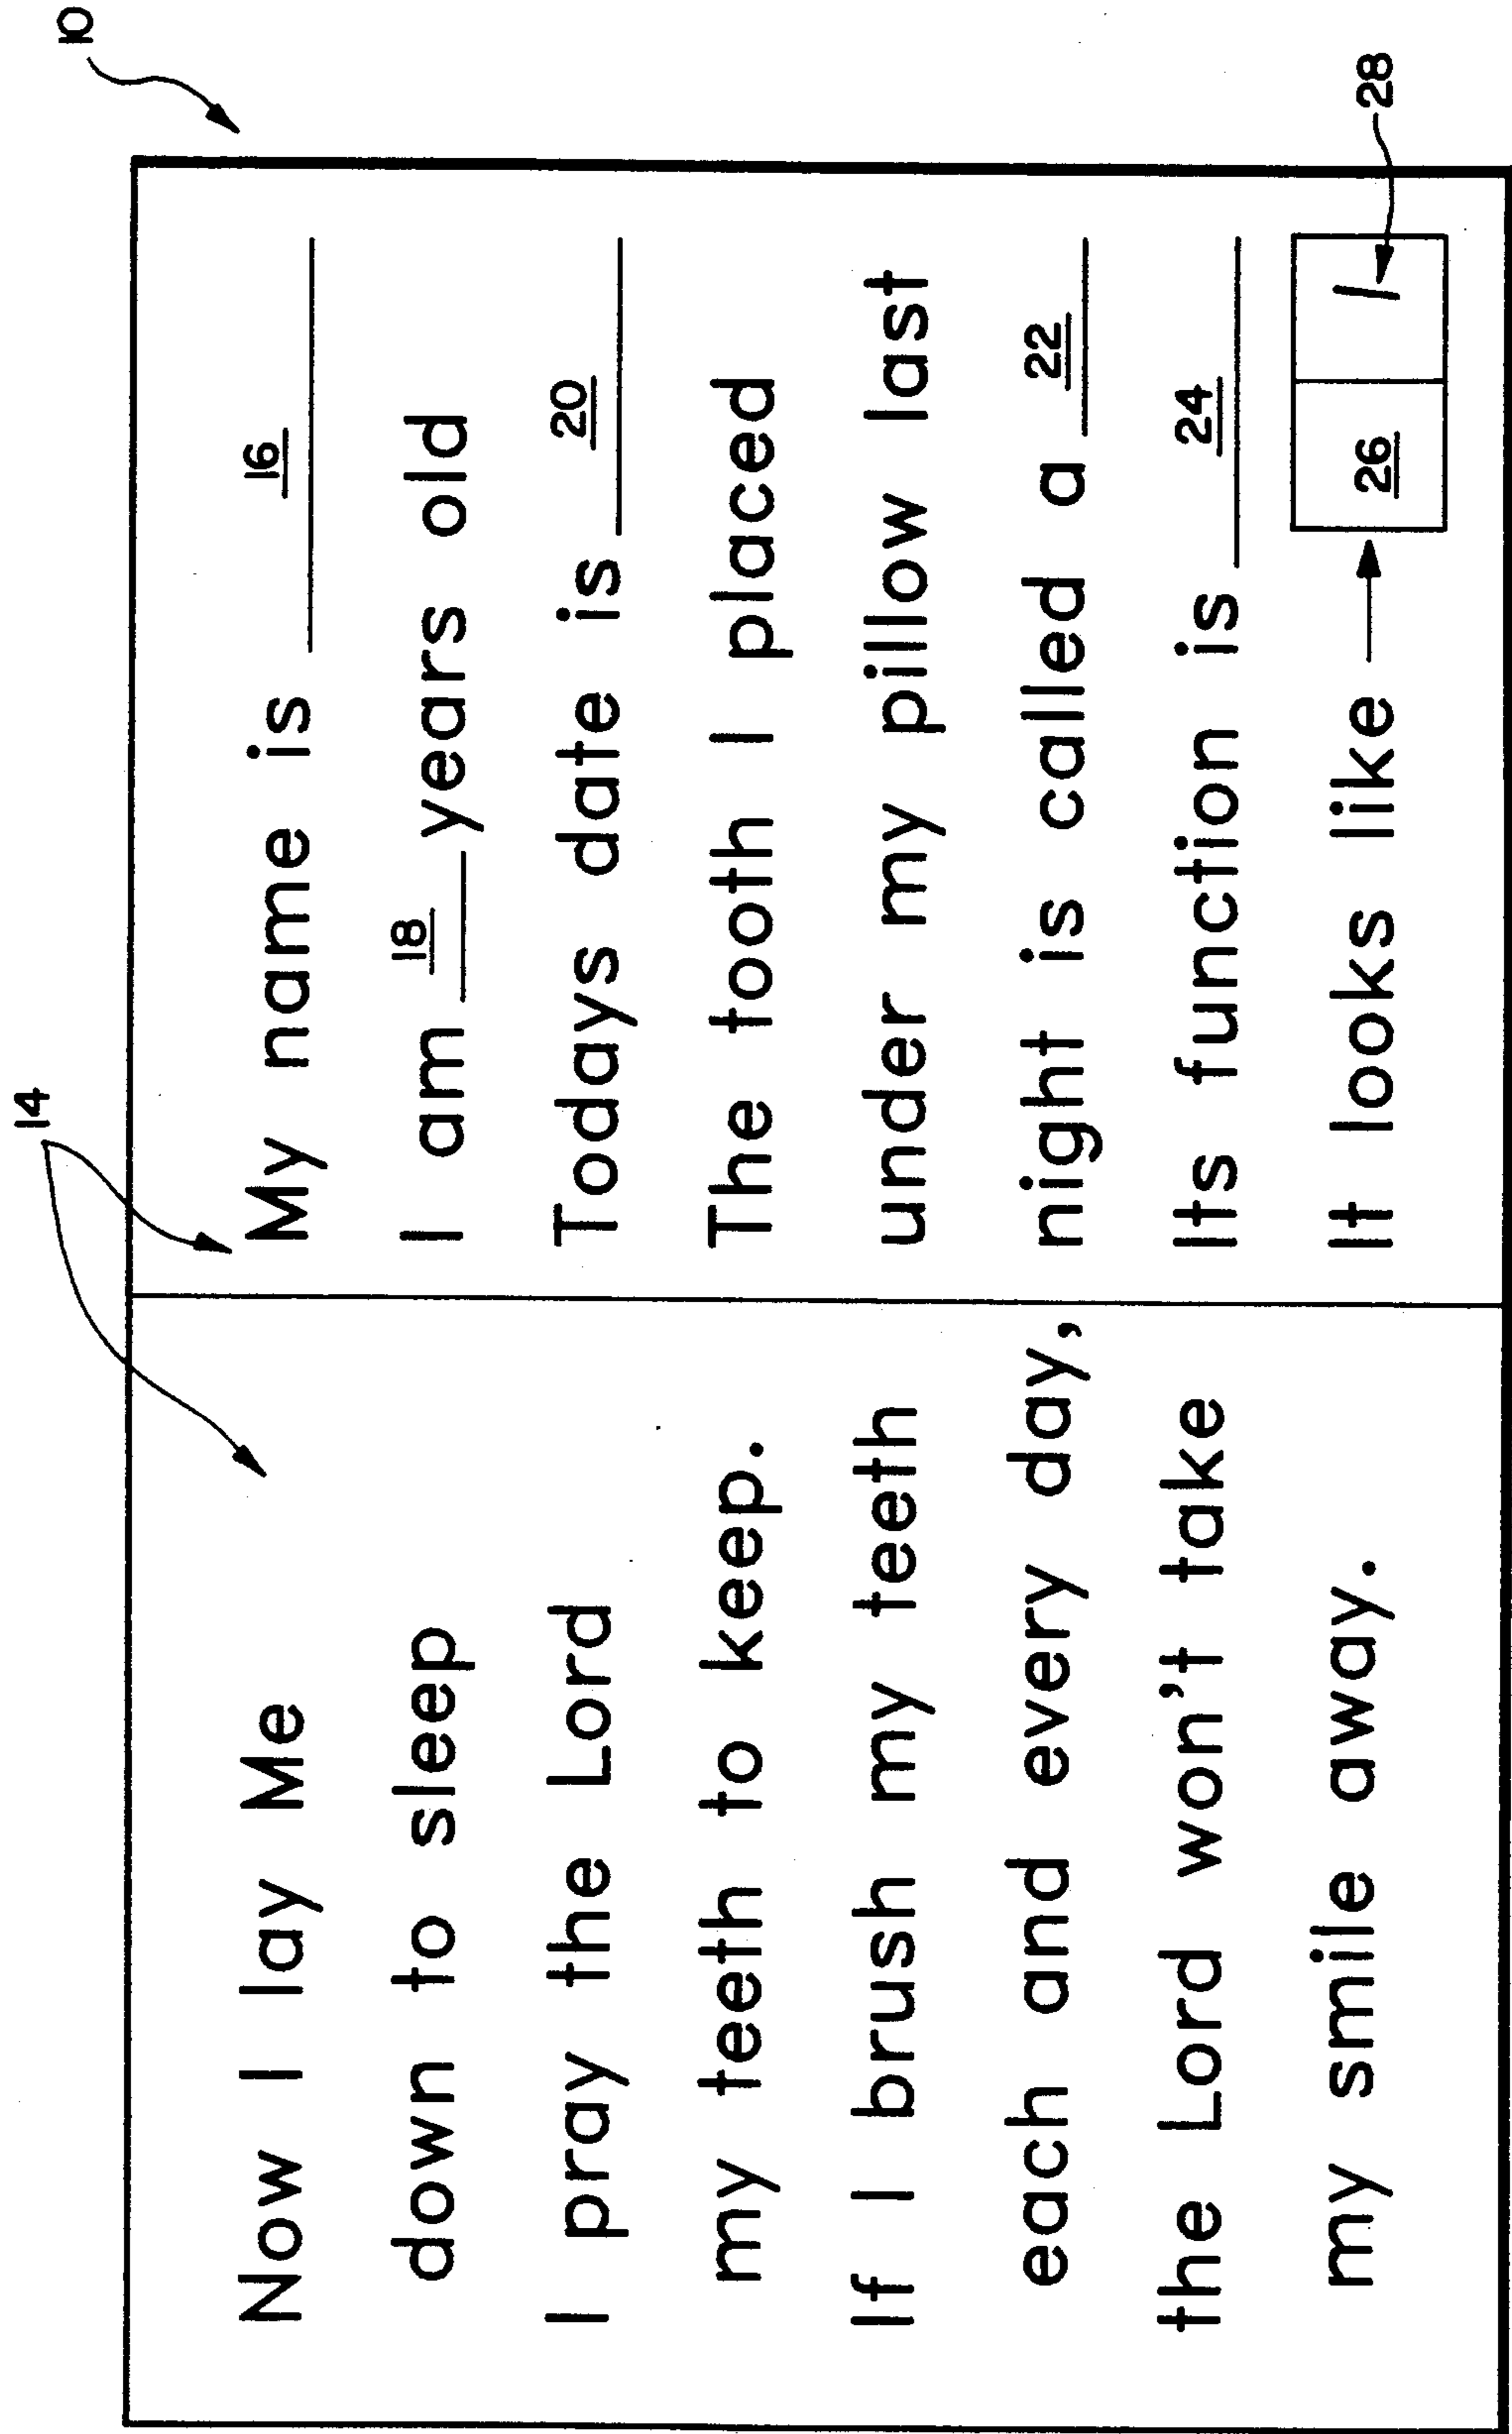 10
14
Now I lay Me
down to sleep
I pray the Lord
my teeth to keep.
If I brush my teeth
each and every day,
the Lord won't take
my smile away.
My name is 16
I am 18 years old
Todays date is 20
The tooth I placed
under my pillow last
night is called a 22
Its function is 24
It looks like 26 /
28